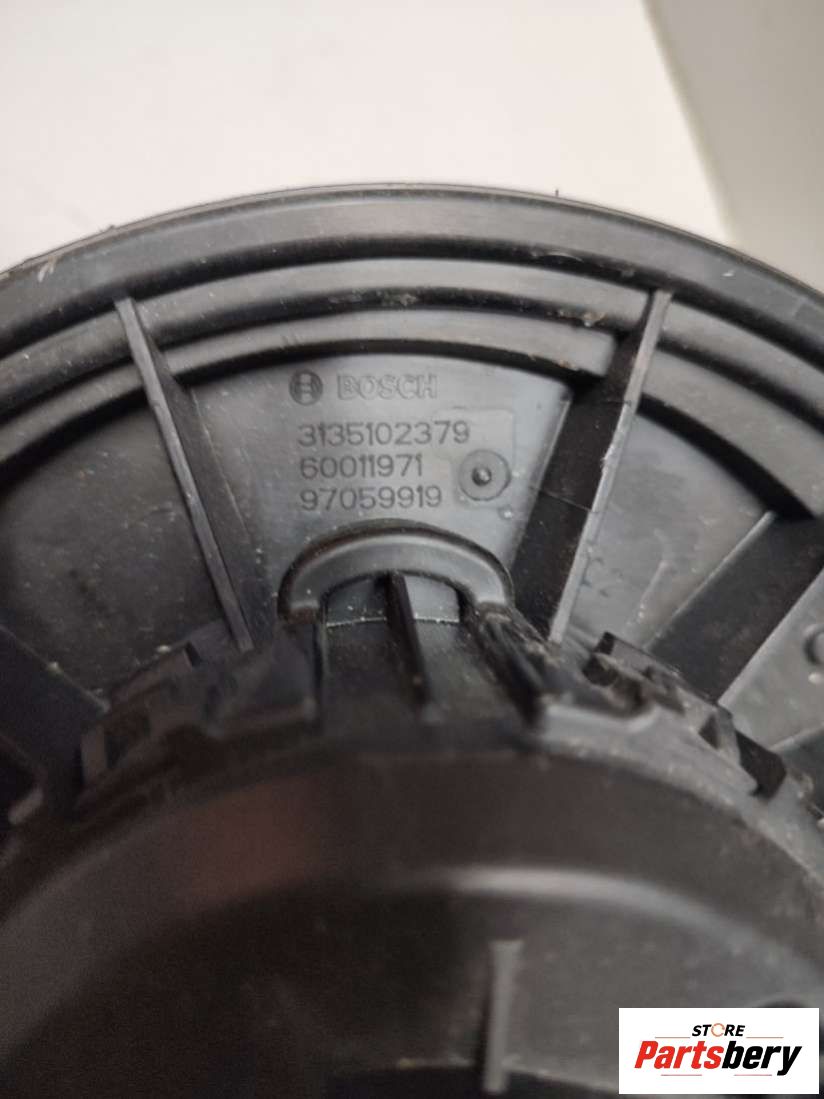 BOSCH
3135102379
60011971
97059919
STORE
Partsbery